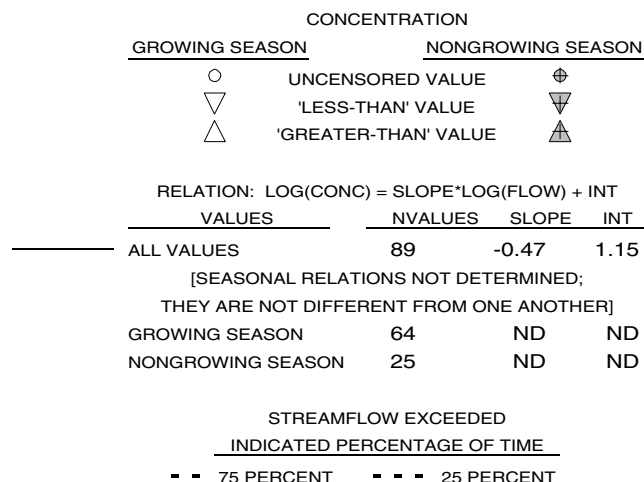 CONCENTRATION
GROWING SEASON NONGROWING SEASON
UNCENSORED VALUE
'LESS-THAN' VALUE
'GREATER-THAN' VALUE
RELATION: LOG(CONC) = SLOPE*LOG(FLOW) + INT
VALUES NVALUES SLOPE INT
ALL VALUES 89 -0.47 1.15
[SEASONAL RELATIONS NOT DETERMINED;
THEY ARE NOT DIFFERENT FROM ONE ANOTHER]
GROWING SEASON 64 ND ND
NONGROWING SEASON 25 ND ND
STREAMFLOW EXCEEDED
INDICATED PERCENTAGE OF TIME
75 PERCENT 25 PERCENT